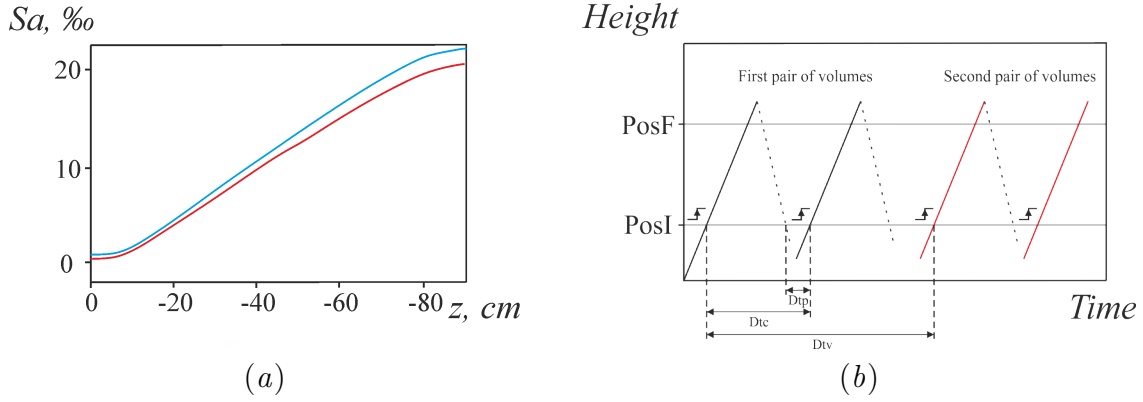 Sa, ‰
20
10
0
0
-20
-40
-60
-80
z, cm
(a)
Height
First pair of volumes
Second pair of volumes
PosF
PosI
Dtp
Dtc
Dtv
Time
(b)